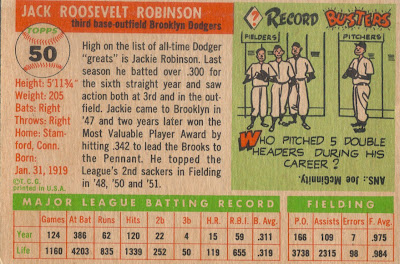 JACK ROOSEVELT ROBINSON
third base-outfield Brooklyn Dodgers
TOPPS
50
Height: 5'11¾"
Weight: 205
Bats: Right
Throws: Right
Home: Stam-
ford, Conn.
Born:
Jan. 31, 1919
© T. C. G.
printed in U.S.A.
High on the list of all-time Dodger
"greats" is Jackie Robinson. Last
season he batted over .300 for
the sixth straight year and saw
action both at 3rd and in the out-
field. Jackie came to Brooklyn in
'47 and two years later won the
Most Valuable Player Award by
hitting .342 to lead the Brooks to
the Pennant. He topped the
League's 2nd sackers in Fielding
in '48, '50 and '51.
? RECORD BUSTERS
FIELDERS
PITCHERS
WHO PITCHED 5 DOUBLE
HEADERS DURING HIS
CAREER?
ANS.: Joe McGinnity.
MAJOR LEAGUE BATTING RECORD
Games At Bat Runs Hits 2b 3b H.R. R.B.I. B. Avg.
Year 124 386 62 120 22 4 15 59 .311
Life 1160 4203 835 1339 252 50 119 655 .319
FIELDING
P.O. Assists Errors F. Avg.
166 109 7 .975
3738 2315 98 .984